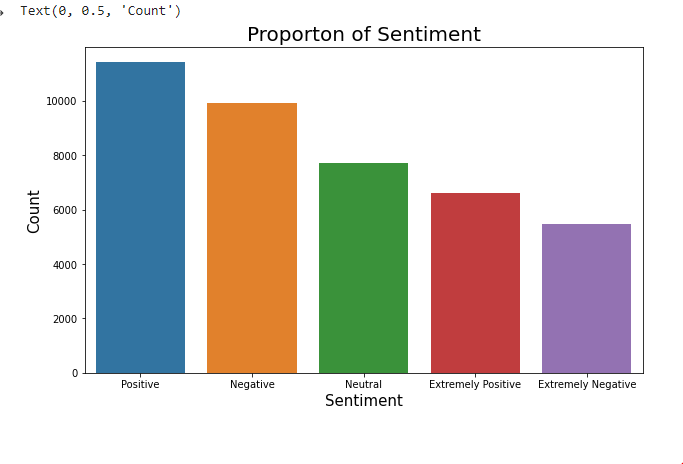 Text(0, 0.5, 'Count')
Proporton of Sentiment
10000
8000
6000
4000
2000
0
Count
Positive Negative Neutral Extremely Positive Extremely Negative
Sentiment